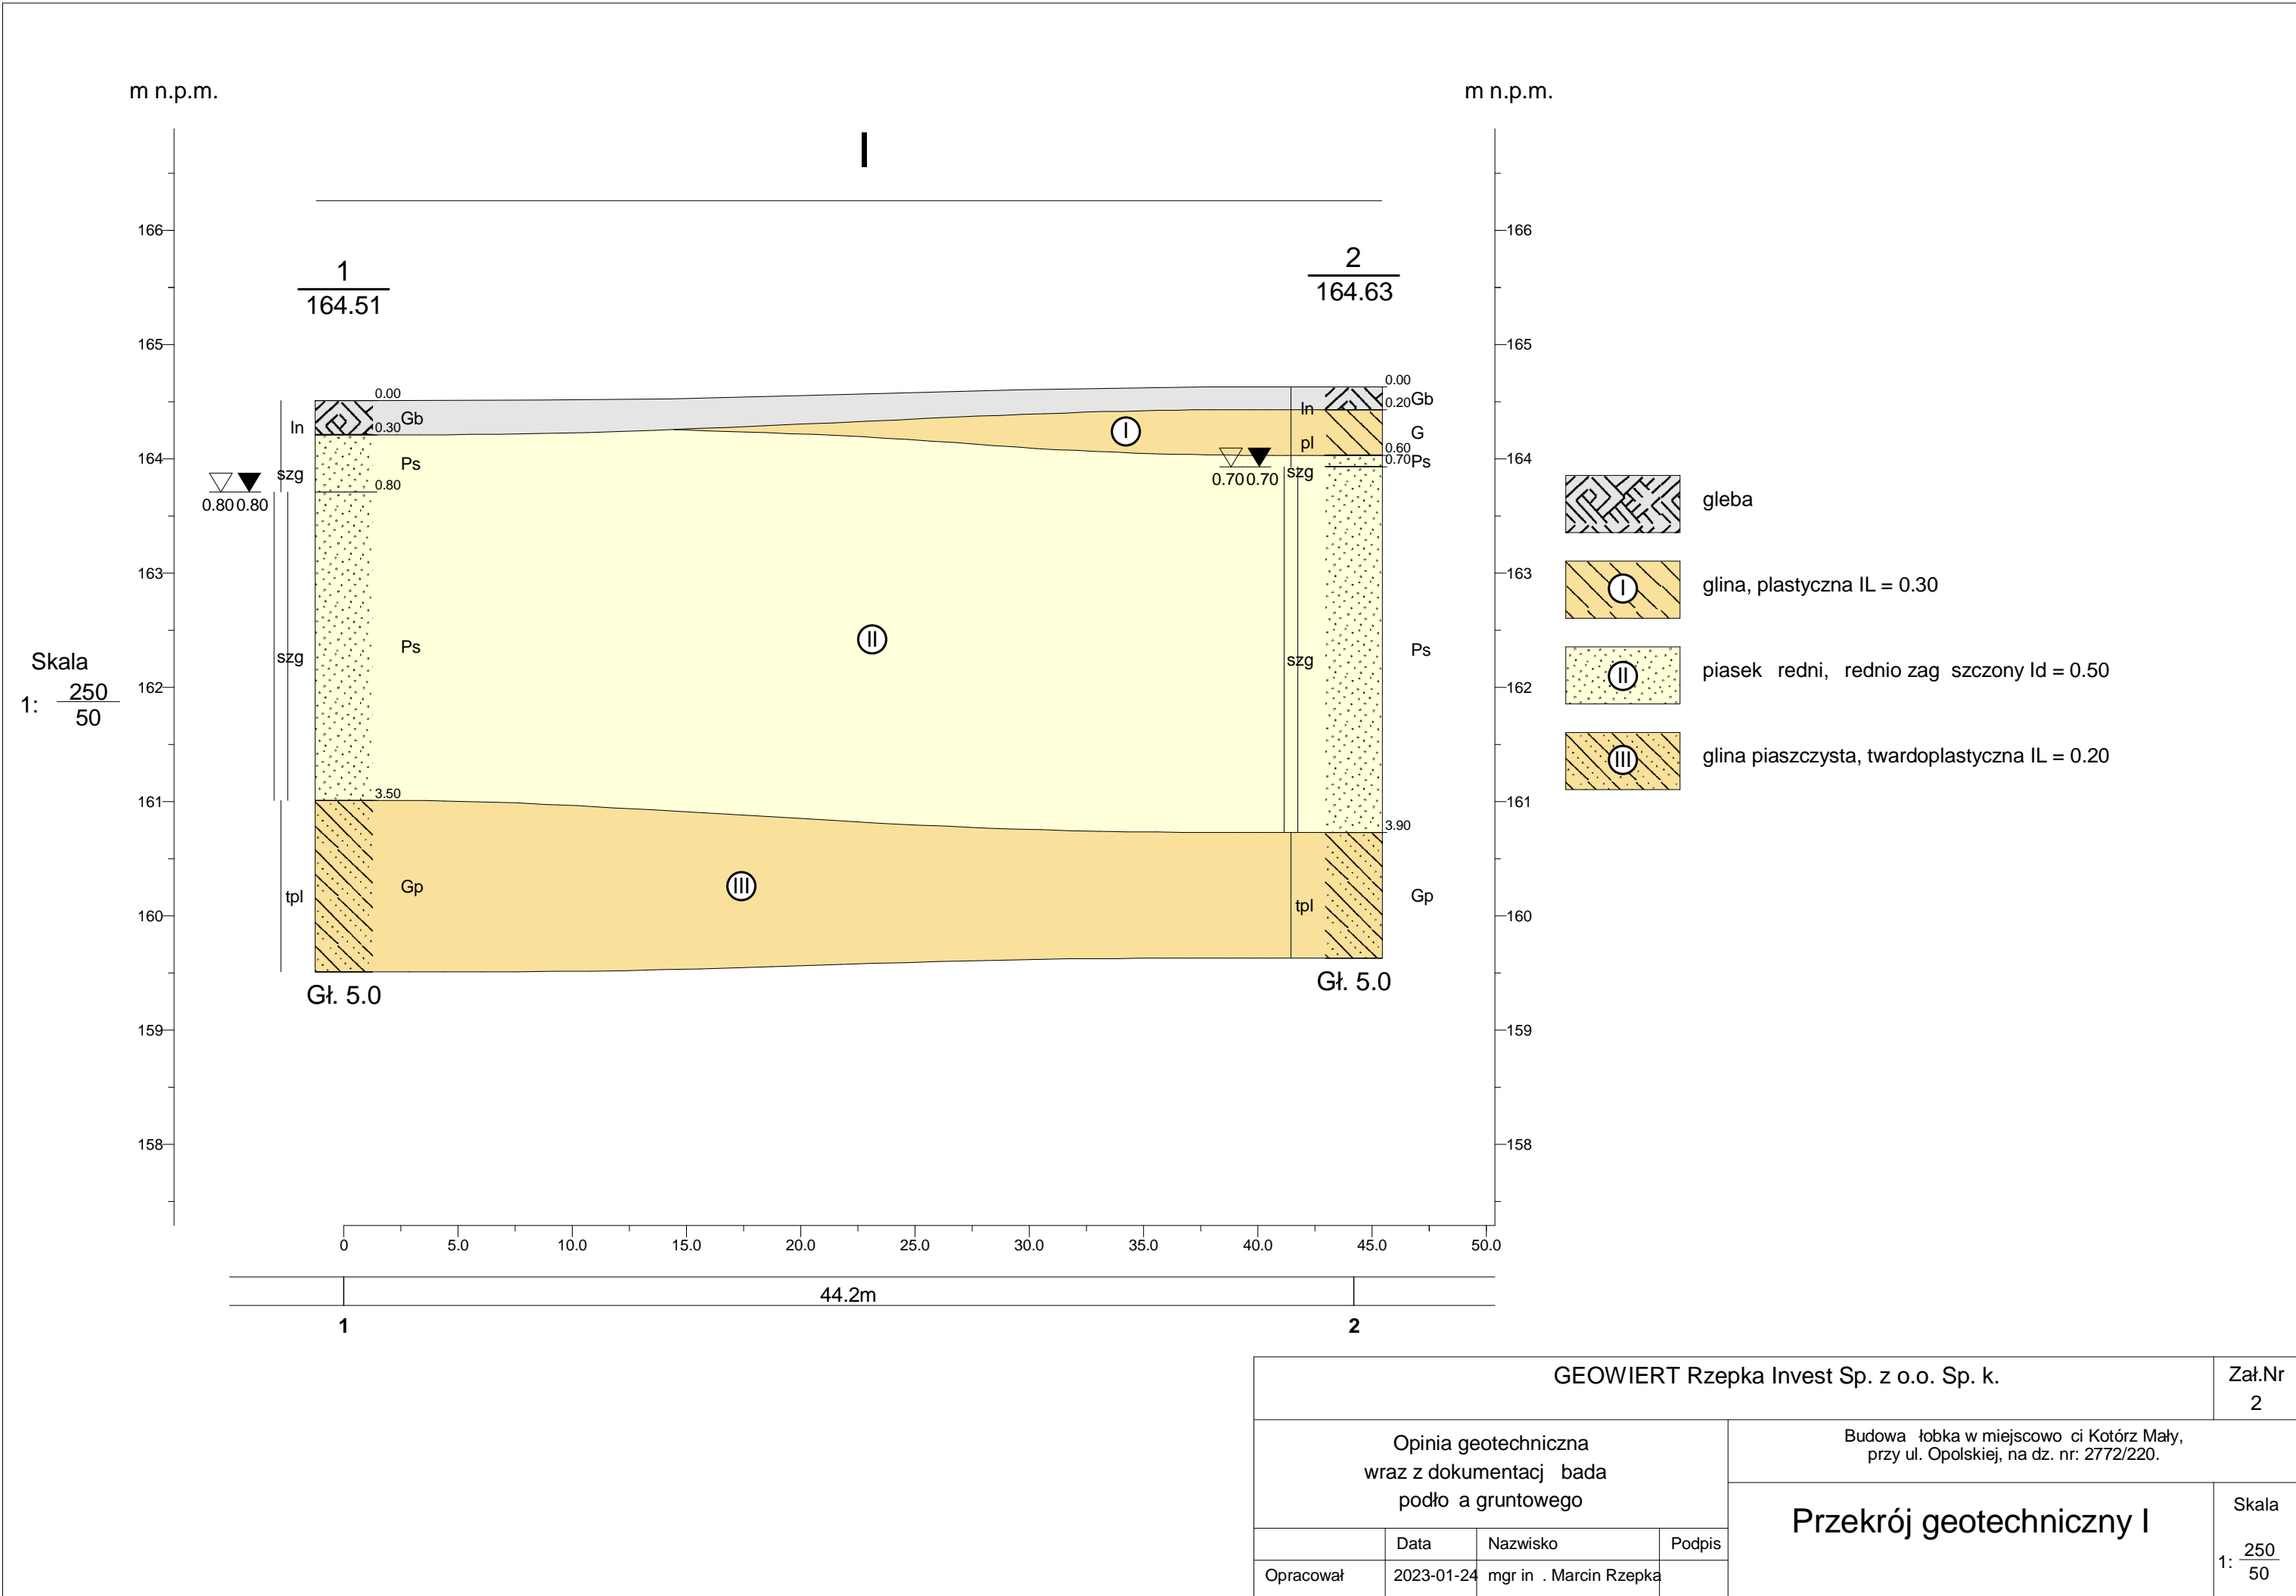 m n.p.m.
m n.p.m.
I
166
166
1
164.51
2
164.63
165
165
0.00
0.00
0.20
Gb
ln
0.30
Gb
ln
I
G
pl
0.60
0.70
Ps
164
szg
Ps
szg
164
0.80
0.80
0.80
0.70
0.70
gleba
163
163
I
glina, plastyczna IL = 0.30
II
szg
Ps
szg
Ps
Skala
1: 250
50
162
162
II
piasek redni, rednio zag szczony Id = 0.50
III
glina piaszczysta, twardoplastyczna IL = 0.20
161
3.50
161
3.90
III
tpl
Gp
tpl
Gp
160
160
Gł. 5.0
Gł. 5.0
159
159
158
158
0 5.0 10.0 15.0 20.0 25.0 30.0 35.0 40.0 45.0 50.0
44.2m
1
2
GEOWIERT Rzepka Invest Sp. z o.o. Sp. k.
Zał.Nr
2
Opinia geotechniczna
wraz z dokumentacj bada
podło a gruntowego
Budowa łobka w miejscowo ci Kotórz Mały,
przy ul. Opolskiej, na dz. nr: 2772/220.
Przekrój geotechniczny I
Skala
1: 250
50
Data Nazwisko Podpis
Opracował 2023-01-24 mgr in . Marcin Rzepka